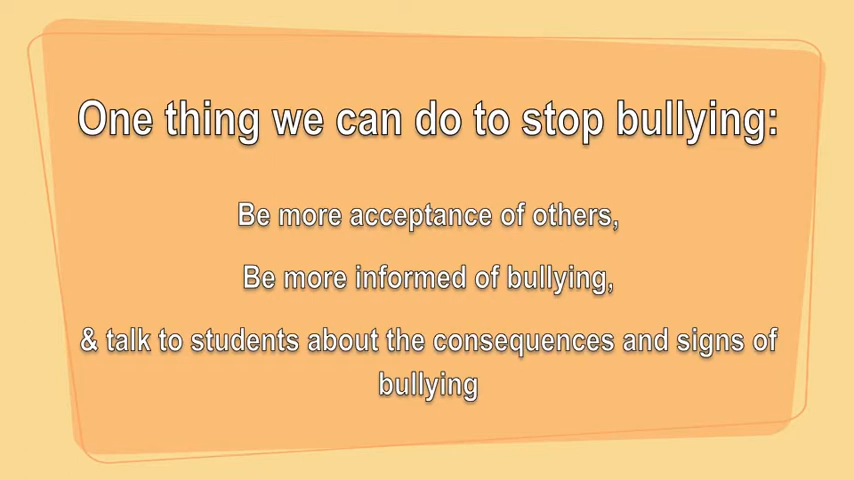 One thing we can do to stop bullying:
Be more acceptance of others,
Be more informed of bullying,
& talk to students about the consequences and signs of
bullying